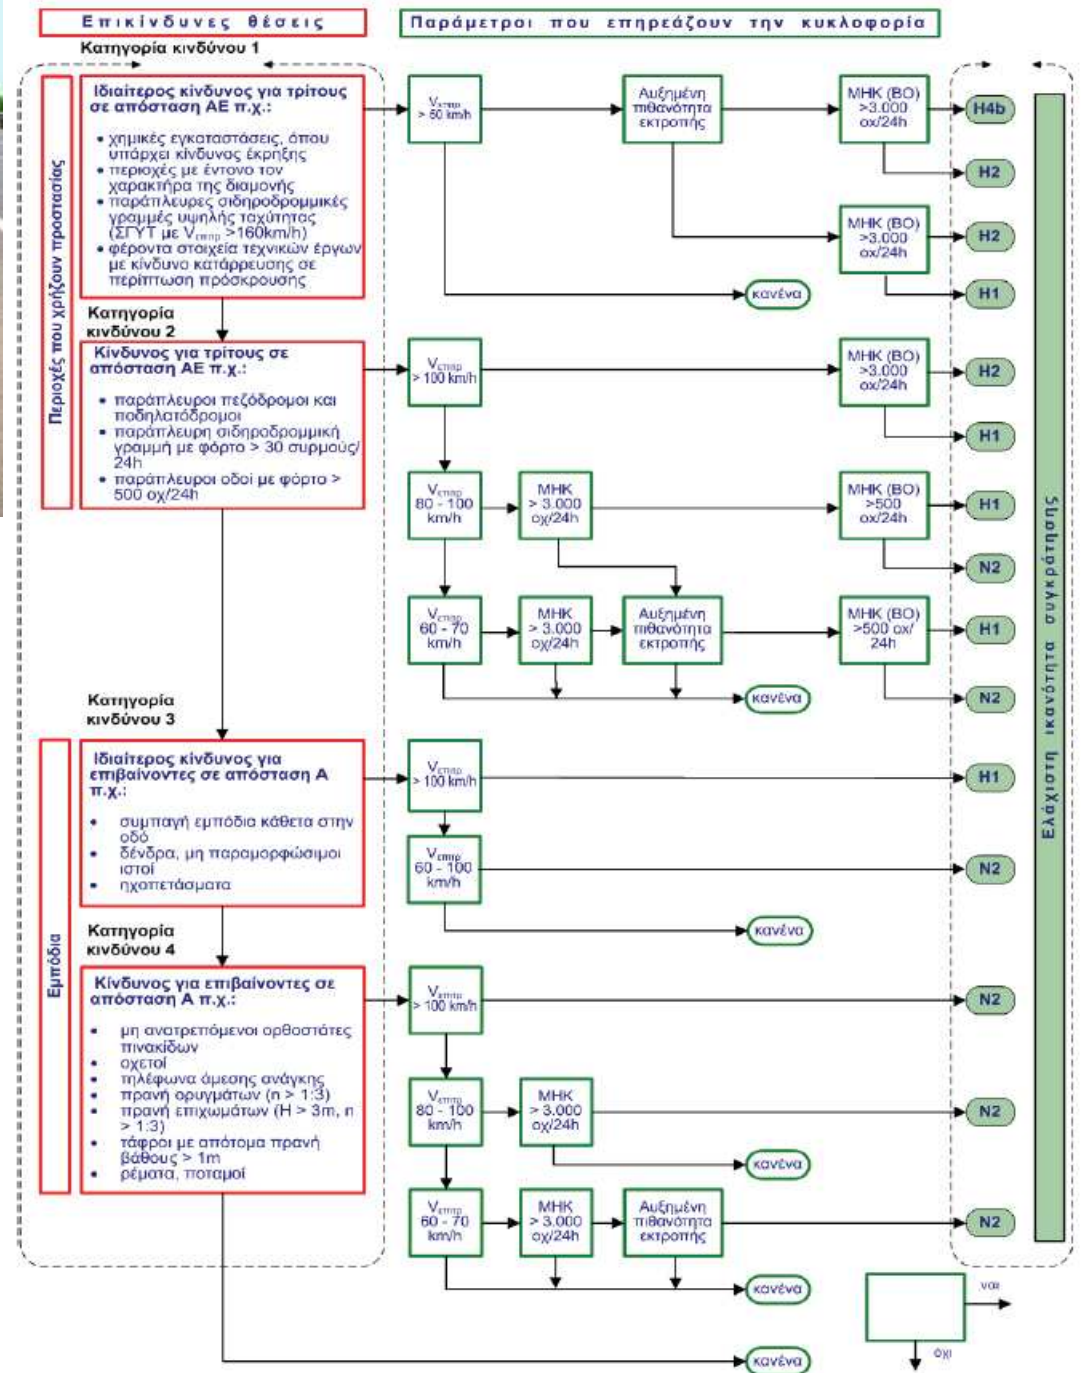 Επικίνδυνες θέσεις
Παράμετροι που επηρεάζουν την κυκλοφορία
Κατηγορία κινδύνου 1
Περιοχές που χρήζουν προστασίας
Ιδιαίτερος κίνδυνος για τρίτους
σε απόσταση ΑΕ π.χ.:
• χημικές εγκαταστάσεις, όπου
υπάρχει κίνδυνος έκρηξης
• περιοχές με έντονο τον
χαρακτήρα της διαμονής
• παράπλευρες σιδηροδρομμικές
γραμμές υψηλής ταχύτητας
(ΣΓΥΤ με Vεπιτρ >160km/h)
• φέροντα στοιχεία τεχνικών έργων
με κίνδυνο κατάρρευσης σε
περίπτωση πρόσκρουσης
Vεπιτρ
> 50 km/h
Αυξημένη
πιθανότητα
εκτροπής
ΜΗΚ (ΒΟ)
>3.000
οχ/24h
H4b
H2
ΜΗΚ (ΒΟ)
>3.000
οχ/24h
H2
H1
κανένα
Κατηγορία
κινδύνου 2
Κίνδυνος για τρίτους σε
απόσταση ΑΕ π.χ.:
• παράπλευροι πεζόδρομοι και
ποδηλατόδρομοι
• παράπλευρη σιδηροδρομμική
γραμμή με φόρτο > 30 συρμούς/
24h
• παράπλευροι οδοί με φόρτο >
500 οχ/24h
Vεπιτρ
> 100 km/h
ΜΗΚ (ΒΟ)
>3.000
οχ/24h
H2
H1
Vεπιτρ
80 - 100
km/h
ΜΗΚ
> 3.000
οχ/24h
ΜΗΚ (ΒΟ)
>500
οχ/24h
H1
N2
Vεπιτρ
60 - 70
km/h
ΜΗΚ
> 3.000
οχ/24h
Αυξημένη
πιθανότητα
εκτροπής
ΜΗΚ (ΒΟ)
>500 οχ/
24h
H1
N2
κανένα
Κατηγορία
κινδύνου 3
Εμπόδια
Ιδιαίτερος κίνδυνος για
επιβαίνοντες σε απόσταση Α
π.χ.:
• συμπαγή εμπόδια κάθετα στην
οδό
• δένδρα, μη παραμορφώσιμοι
ιστοί
• ηχοπετάσματα
Vεπιτρ
> 100 km/h
H1
Vεπιτρ
60 - 100
km/h
N2
κανένα
Κατηγορία
κινδύνου 4
Κίνδυνος για επιβαίνοντες σε
απόσταση Α π.χ.:
• μη ανατρεπόμενοι ορθοστάτες
πινακίδων
• οχετοί
• τηλέφωνα άμεσης ανάγκης
• πρανή ορυγμάτων (n > 1:3)
• πρανή επιχωμάτων (H > 3m, n
> 1:3)
• τάφροι με απότομα πρανή
βάθους > 1m
• ρέματα, ποταμοί
Vεπιτρ
> 100 km/h
N2
Vεπιτρ
80 - 100
km/h
ΜΗΚ
> 3.000
οχ/24h
N2
κανένα
Vεπιτρ
60 - 70
km/h
ΜΗΚ
> 3.000
οχ/24h
Αυξημένη
πιθανότητα
εκτροπής
N2
κανένα
κανένα
Ελάχιστη ικανότητα συγκράτησης
ναι
όχι